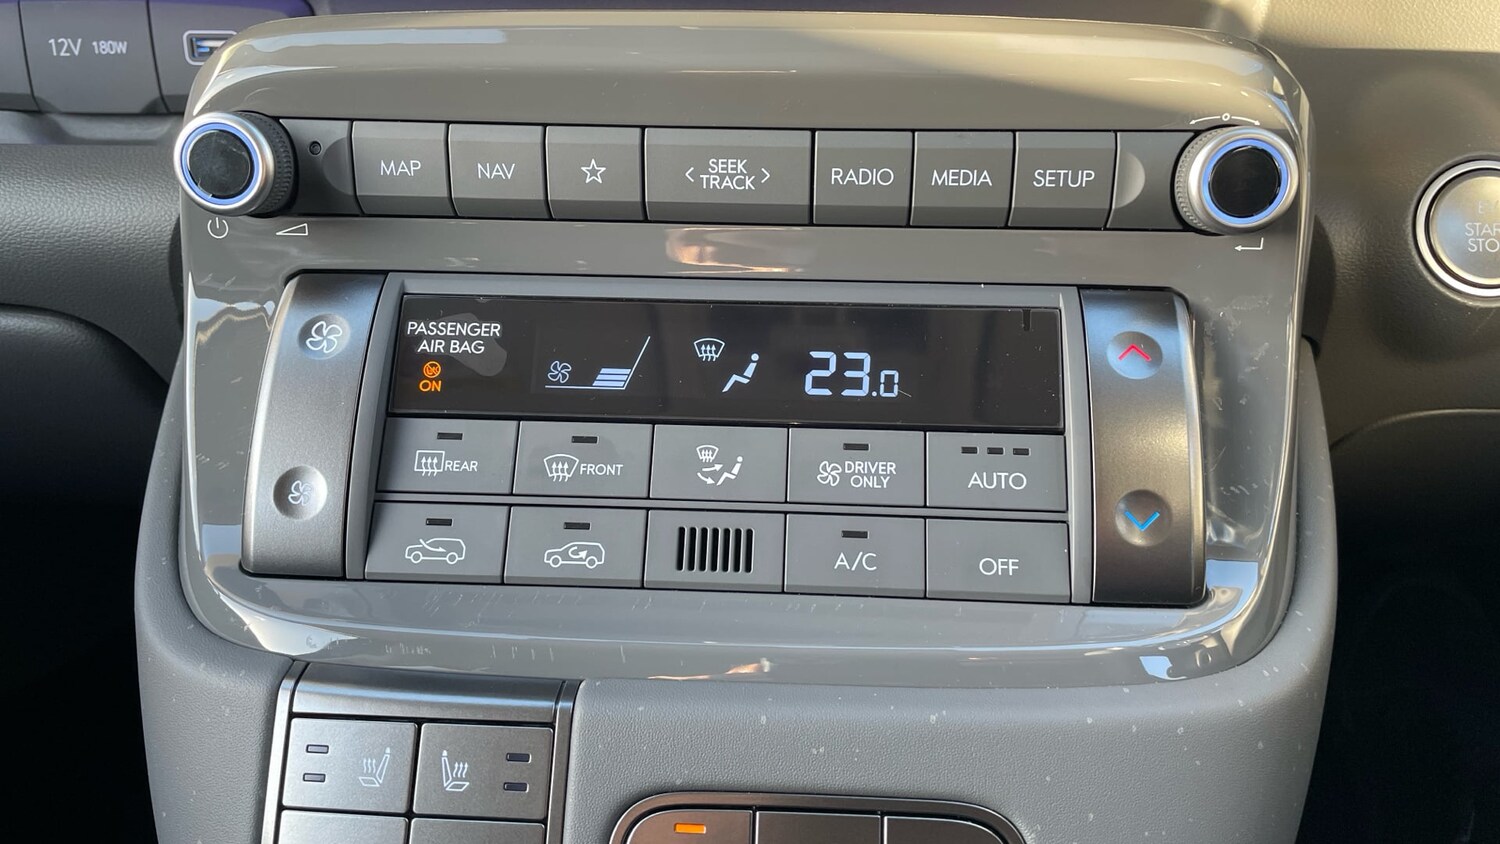 12V 180W
MAP
NAV
SEEK
TRACK
RADIO
MEDIA
SETUP
PASSENGER
AIR BAG
ON
23.0
REAR
FRONT
DRIVER
ONLY
AUTO
A/C
OFF